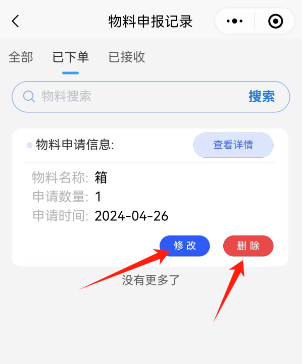 物料申报记录
全部 已下单 已接收
物料搜索 搜索
物料申请信息: 查看详情
物料名称: 箱
申请数量: 1
申请时间: 2024-04-26
修改 删除
没有更多了